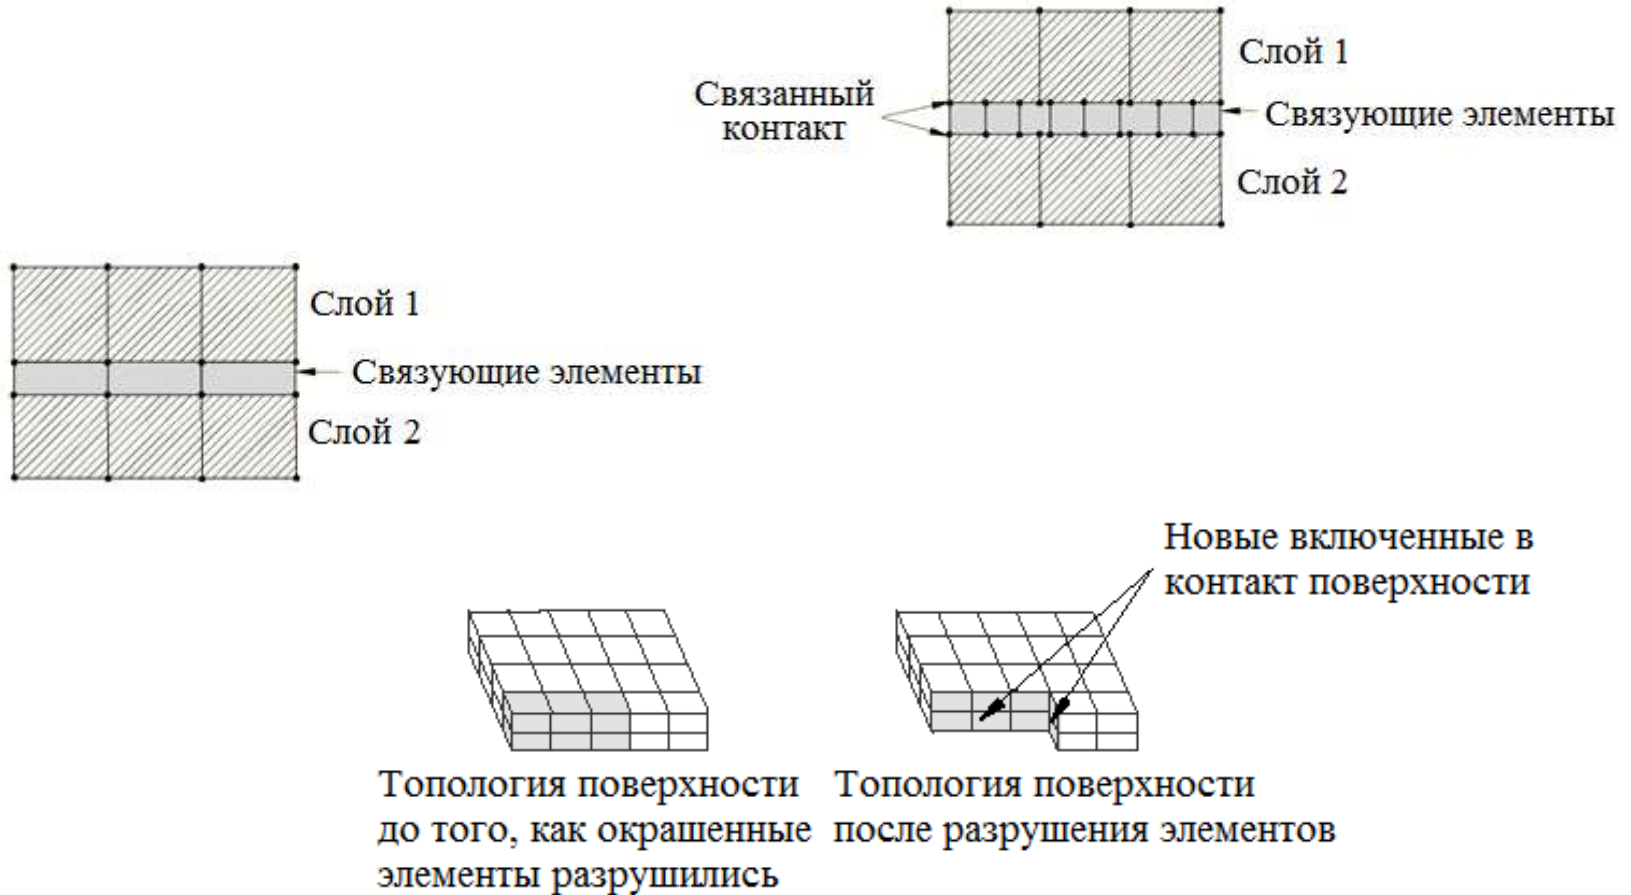 Слой 1
Связанный
контакт
Связующие элементы
Слой 2
Слой 1
Связующие элементы
Слой 2
Новые включенные в
контакт поверхности
Топология поверхности
до того, как окрашенные
элементы разрушились
Топология поверхности
после разрушения элементов